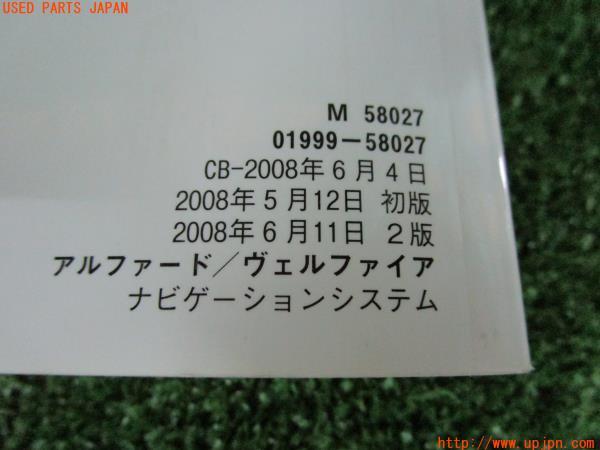 USED PARTS JAPAN
M 58027
01999-58027
CB-2008年6月4日
2008年5月12日 初版
2008年6月11日 2版
アルファード/ヴェルファイア
ナビゲーションシステム
http://www.upjpn.com